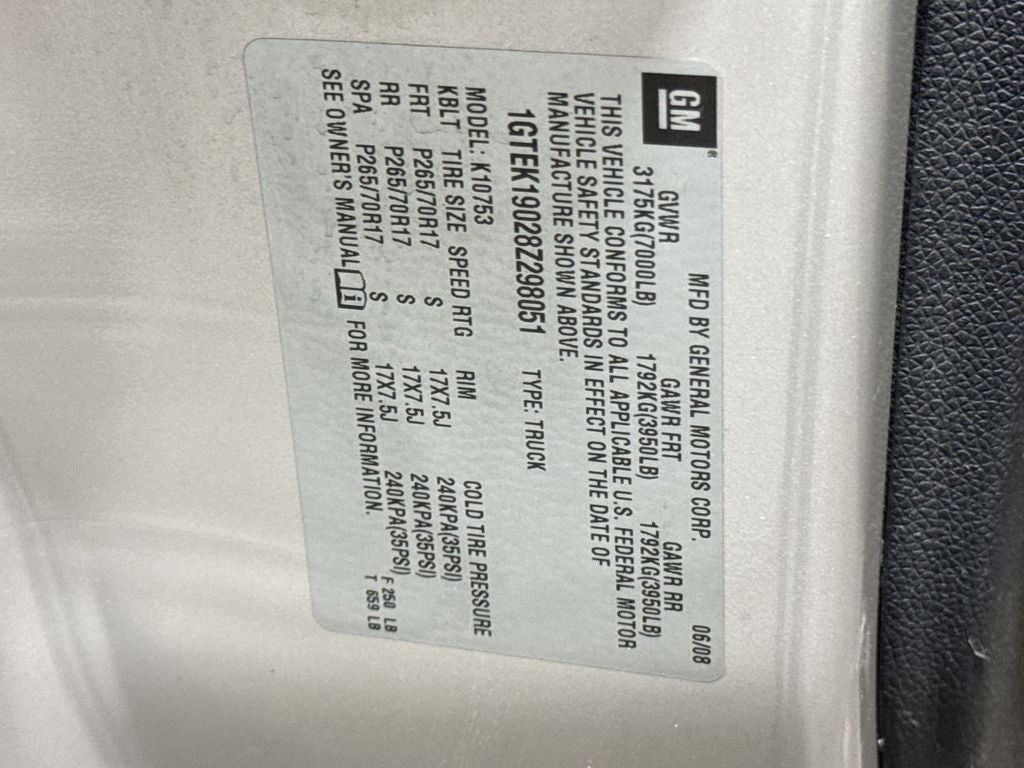 GM®
MFD BY GENERAL MOTORS CORP. 06/08
GVWR GAWR FRT GAWR RR
3175KG(7000LB) 1792KG(3950LB) 1792KG(3950LB)
THIS VEHICLE CONFORMS TO ALL APPLICABLE U.S. FEDERAL MOTOR
VEHICLE SAFETY STANDARDS IN EFFECT ON THE DATE OF
MANUFACTURE SHOWN ABOVE.
1GTEK19028Z298051 TYPE: TRUCK
MODEL: K10753
KBLT TIRE SIZE SPEED RTG RIM COLD TIRE PRESSURE
FRT P265/70R17 S 17X7.5J 240KPA(35PSI)
RR P265/70R17 S 17X7.5J 240KPA(35PSI)
SPA P265/70R17 S 17X7.5J 240KPA(35PSI) F 250 LB
SEE OWNER'S MANUAL FOR MORE INFORMATION. T 659 LB